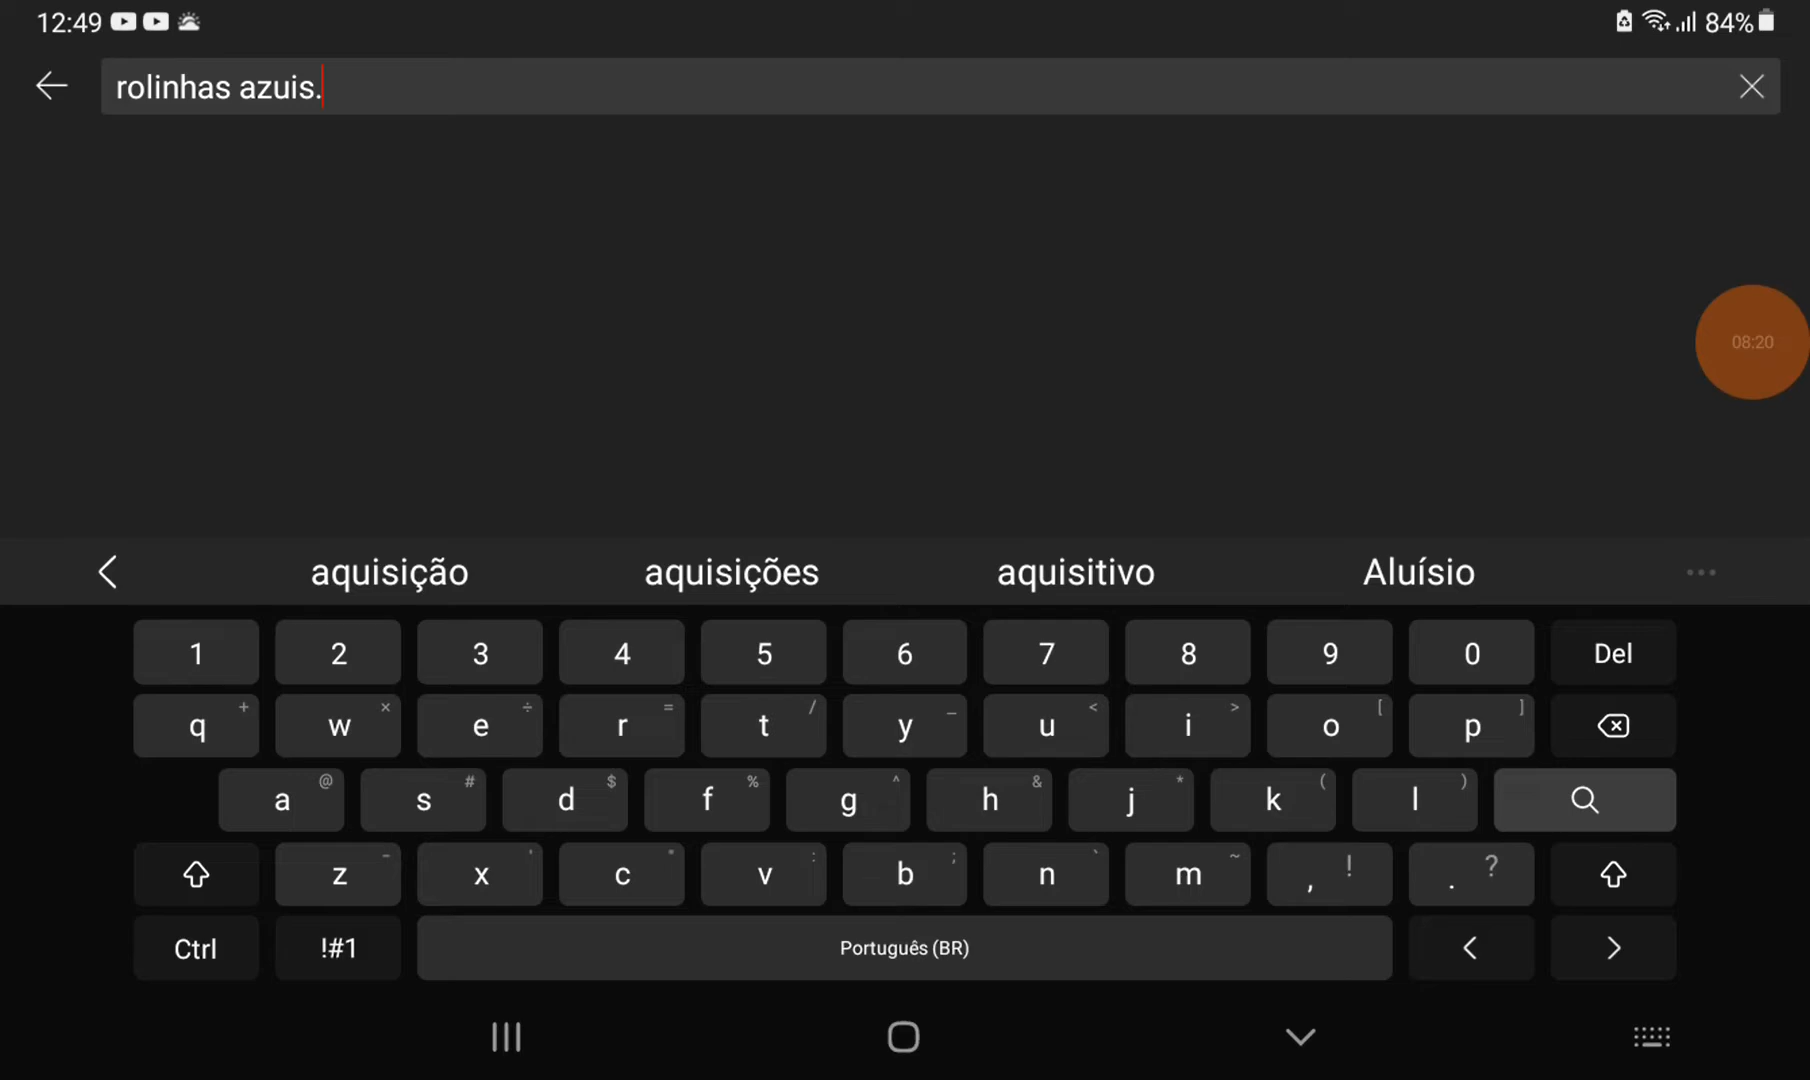 12:49 84%
rolinhas azuis.
08:20
aquisição aquisições aquisitivo Aluísio ...
1 2 3 4 5 6 7 8 9 0 Del
q + w × e ÷ r = t / y _ u < i > o [ p ]
a @ s # d $ f % g ^ h & j * k ( l )
z - x ' c " v : b ; n ` m ~ , ! . ?
Ctrl !#1 Português (BR) < >